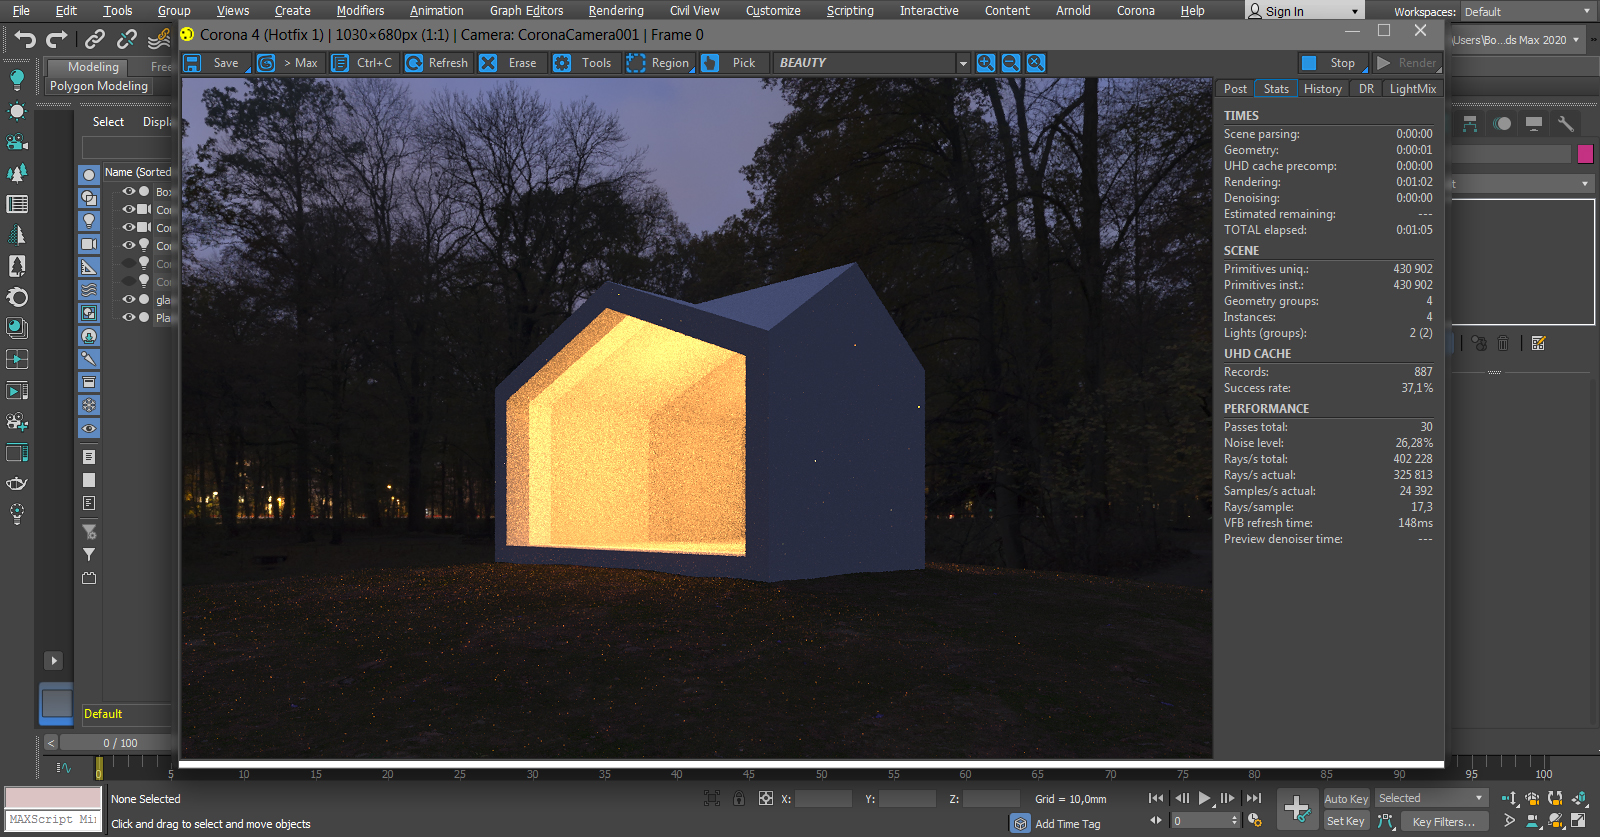 File Edit Tools Group Views Create Modifiers Animation Graph Editors Rendering Civil View Customize Scripting Interactive Content Arnold Corona Help Sign In Workspaces: Default
Corona 4 (Hotfix 1) | 1030×680px (1:1) | Camera: CoronaCamera001 | Frame 0
\Users\Bo...ds Max 2020
Save > Max Ctrl+C Refresh Erase Tools Region Pick BEAUTY Stop Render
Modeling Free
Polygon Modeling
Post Stats History DR LightMix
Select Displa
Name (Sorted
Box
Cor
Cor
Cor
Cor
Cor
gla
Pla
TIMES
Scene parsing: 0:00:00
Geometry: 0:00:01
UHD cache precomp: 0:00:00
Rendering: 0:01:02
Denoising: 0:00:00
Estimated remaining: ---
TOTAL elapsed: 0:01:05
SCENE
Primitives uniq.: 430 902
Primitives inst.: 430 902
Geometry groups: 4
Instances: 4
Lights (groups): 2 (2)
UHD CACHE
Records: 887
Success rate: 37,1%
PERFORMANCE
Passes total: 30
Noise level: 26,28%
Rays/s total: 402 228
Rays/s actual: 325 813
Samples/s actual: 24 392
Rays/sample: 17,3
VFB refresh time: 148ms
Preview denoiser time: ---
Default
< 0 / 100
0 5 10 15 20 25 30 35 40 45 50 55 60 65 70 75 80 85 90 95 100
None Selected X: Y: Z: Grid = 10,0mm Auto Key Selected
MAXScript Mi Click and drag to select and move objects Add Time Tag 0 Set Key Key Filters...